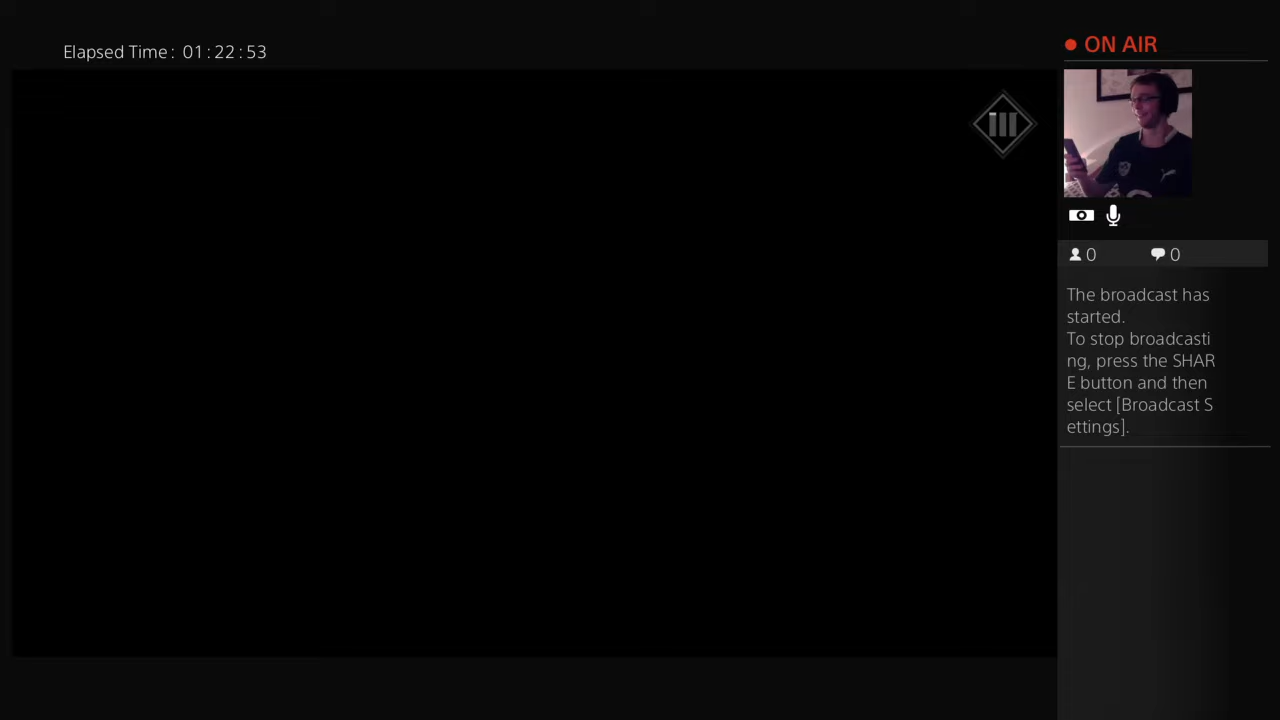 Elapsed Time: 01:22:53
ON AIR
0 0
The broadcast has
started.
To stop broadcasti
ng, press the SHAR
E button and then
select [Broadcast S
ettings].